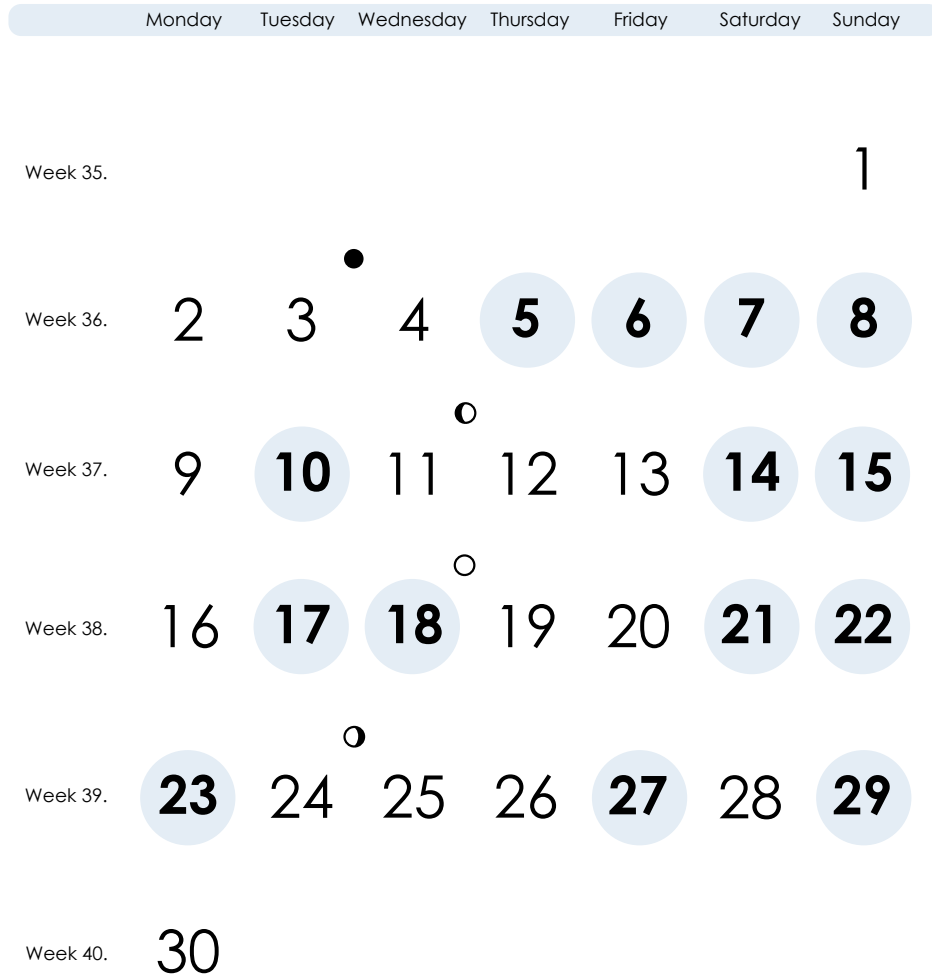 Monday Tuesday Wednesday Thursday Friday Saturday Sunday
Week 35. 1
Week 36. 2 3 4 5 6 7 8
Week 37. 9 10 11 12 13 14 15
Week 38. 16 17 18 19 20 21 22
Week 39. 23 24 25 26 27 28 29
Week 40. 30